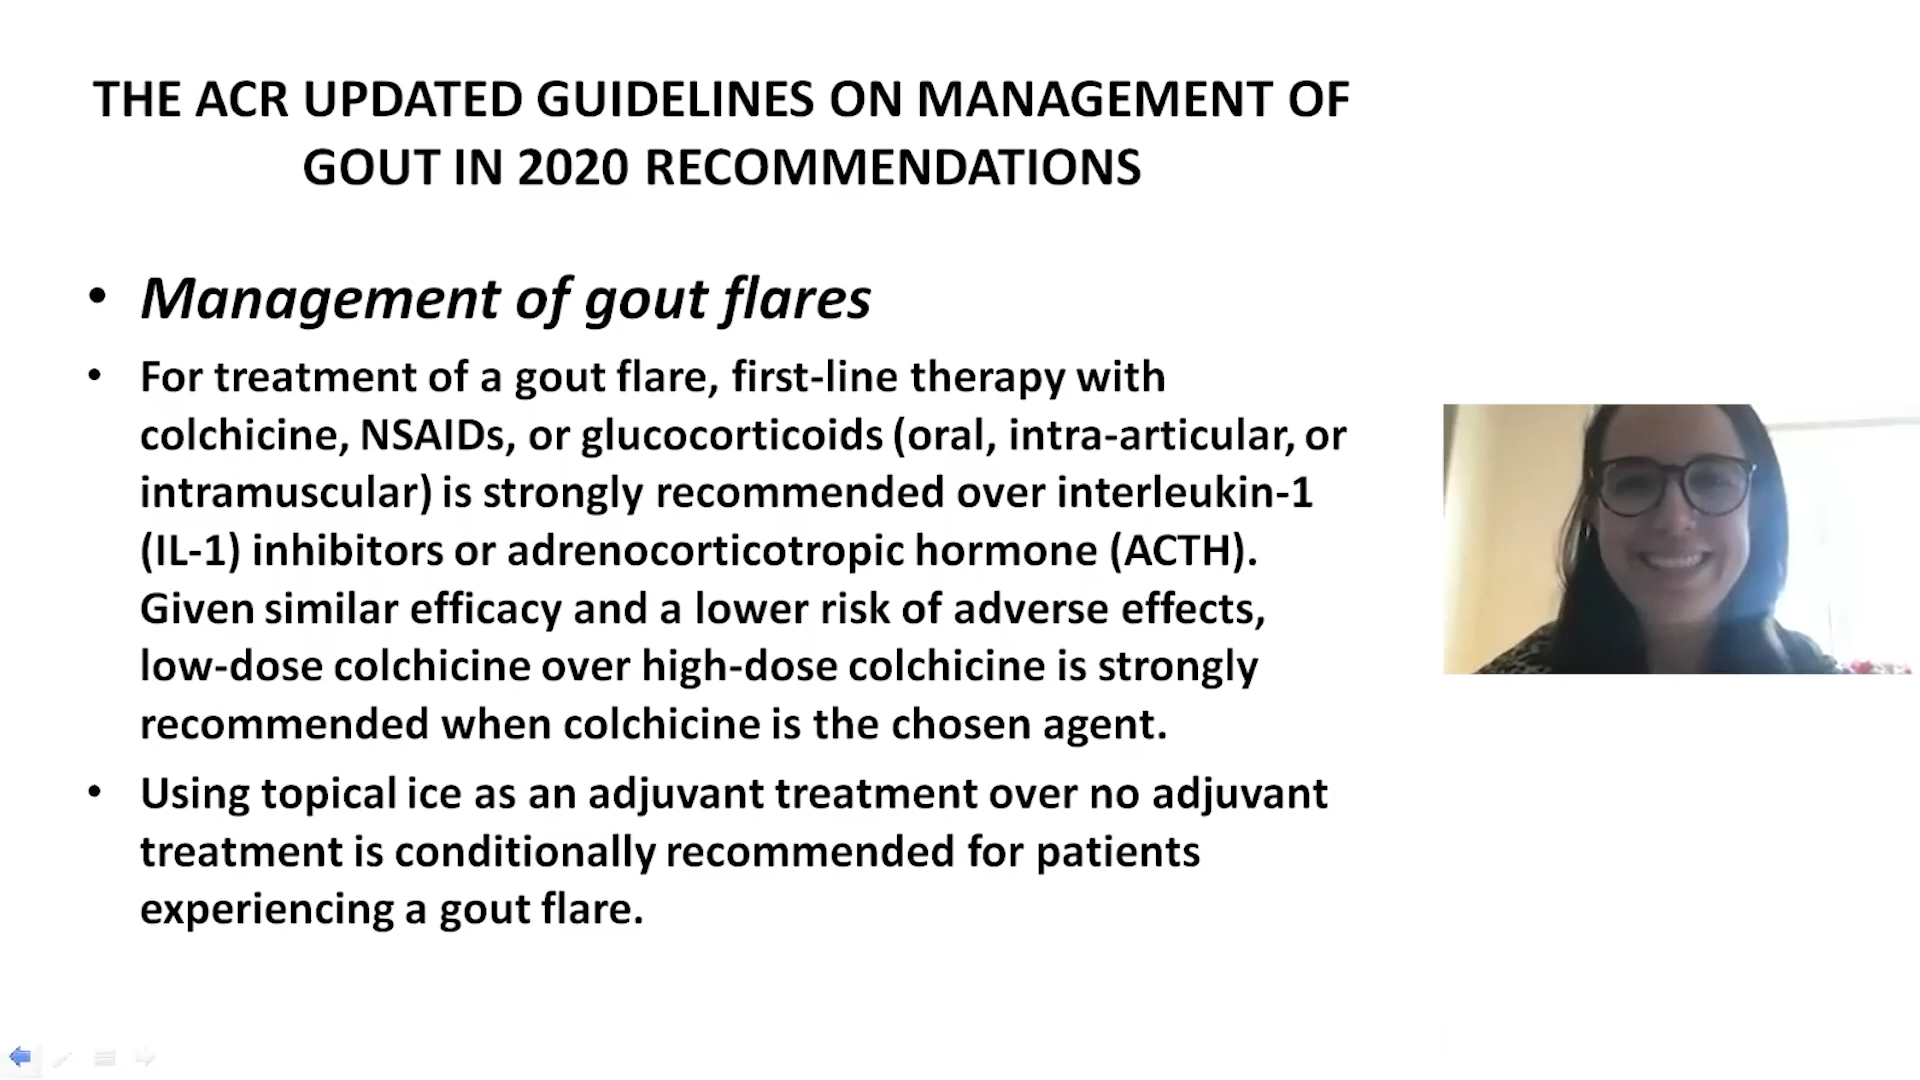 THE ACR UPDATED GUIDELINES ON MANAGEMENT OF
GOUT IN 2020 RECOMMENDATIONS
• Management of gout flares
• For treatment of a gout flare, first-line therapy with
colchicine, NSAIDs, or glucocorticoids (oral, intra-articular, or
intramuscular) is strongly recommended over interleukin-1
(IL-1) inhibitors or adrenocorticotropic hormone (ACTH).
Given similar efficacy and a lower risk of adverse effects,
low-dose colchicine over high-dose colchicine is strongly
recommended when colchicine is the chosen agent.
• Using topical ice as an adjuvant treatment over no adjuvant
treatment is conditionally recommended for patients
experiencing a gout flare.